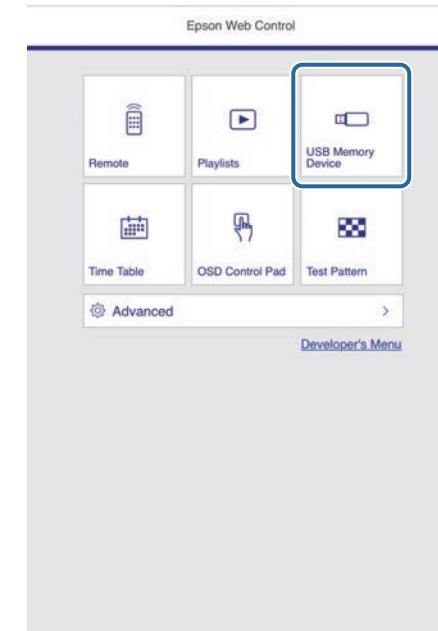 Epson Web Control
Remote
Playlists
USB Memory
Device
Time Table
OSD Control Pad
Test Pattern
Advanced
Developer's Menu